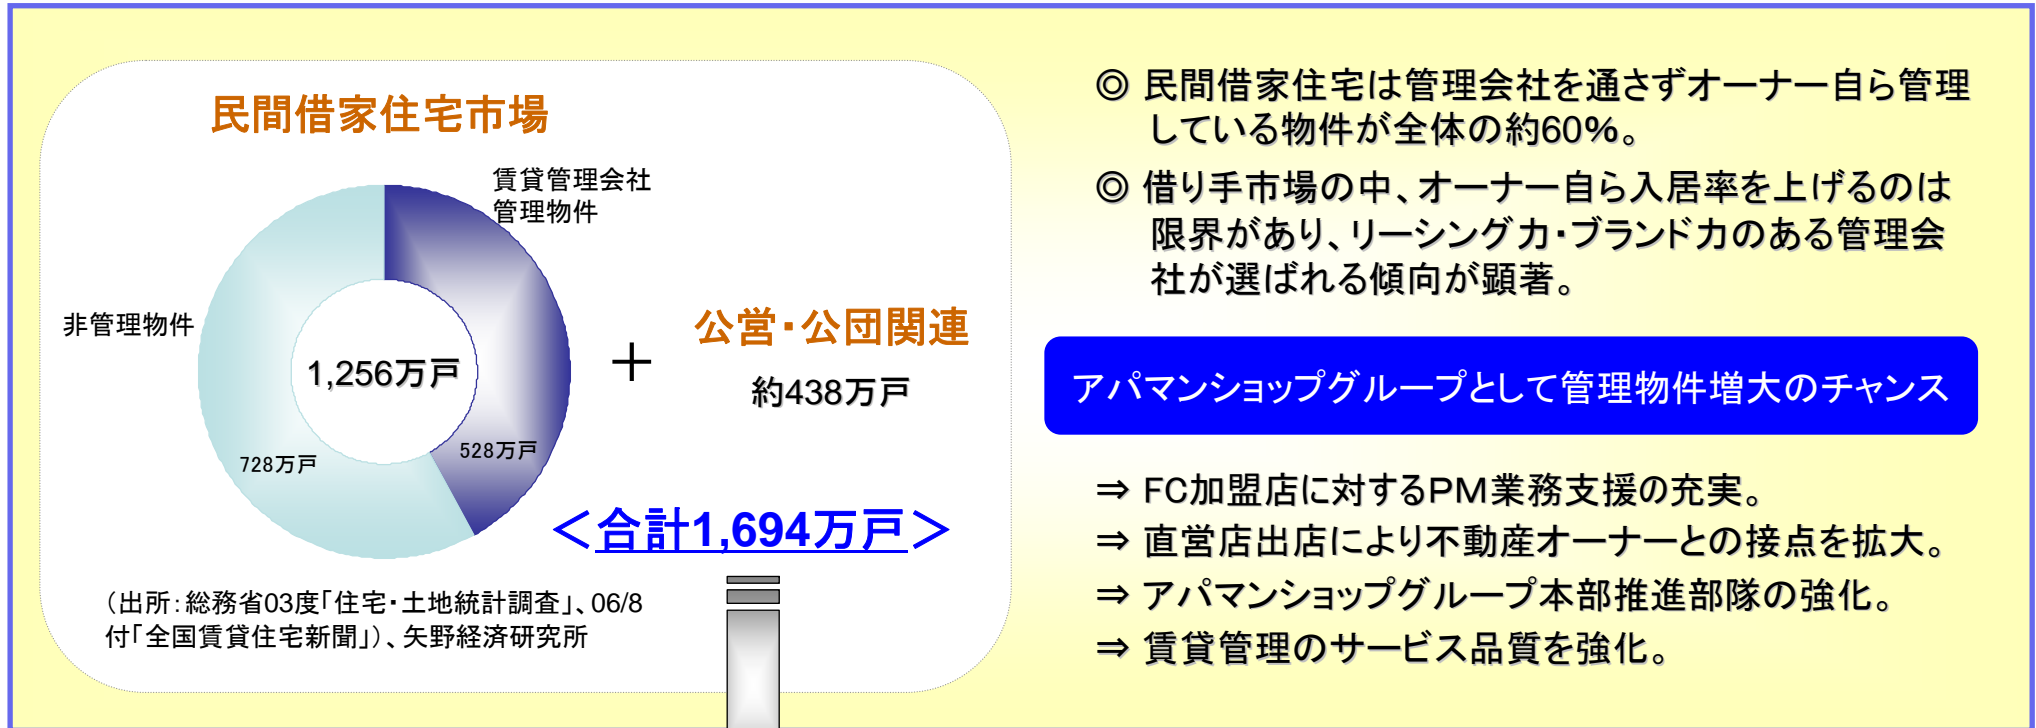 民間借家住宅市場
賃貸管理会社
管理物件
非管理物件
1,256万戸
728万戸
528万戸
＋
公営・公団関連
約438万戸
＜合計1,694万戸＞
（出所：総務省03度「住宅・土地統計調査」、06/8
付「全国賃貸住宅新聞」）、矢野経済研究所
◎ 民間借家住宅は管理会社を通さずオーナー自ら管理
している物件が全体の約60％。
◎ 借り手市場の中、オーナー自ら入居率を上げるのは
限界があり、リーシング力・ブランド力のある管理会
社が選ばれる傾向が顕著。
アパマンショップグループとして管理物件増大のチャンス
⇒ FC加盟店に対するPM業務支援の充実。
⇒ 直営店出店により不動産オーナーとの接点を拡大。
⇒ アパマンショップグループ本部推進部隊の強化。
⇒ 賃貸管理のサービス品質を強化。